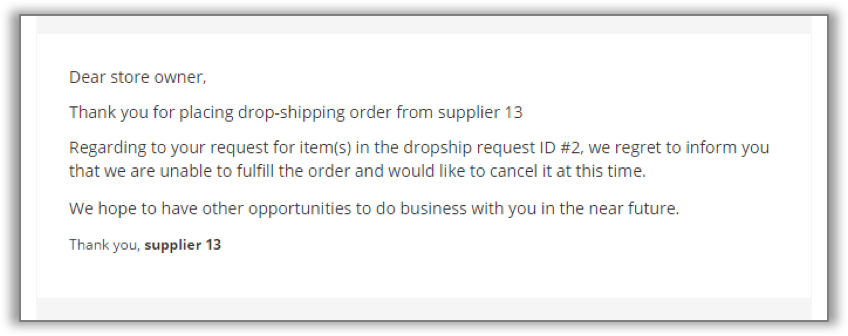 Dear store owner,
Thank you for placing drop-shipping order from supplier 13
Regarding to your request for item(s) in the dropship request ID #2, we regret to inform you
that we are unable to fulfill the order and would like to cancel it at this time.
We hope to have other opportunities to do business with you in the near future.
Thank you, supplier 13